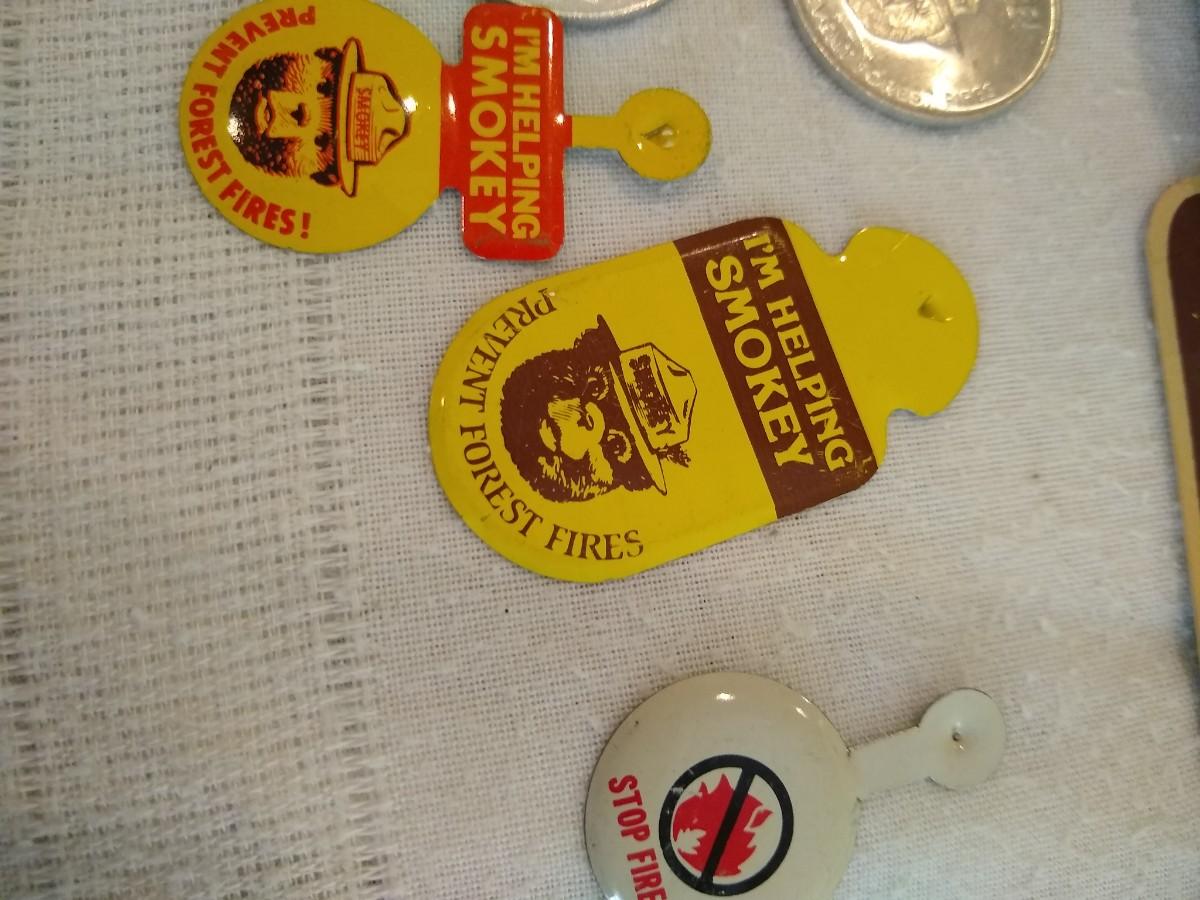 I'M HELPING
SMOKEY
SMOKEY
PREVENT FOREST FIRES!
I'M HELPING
SMOKEY
SMOKEY
PREVENT FOREST FIRES
STOP FIRE